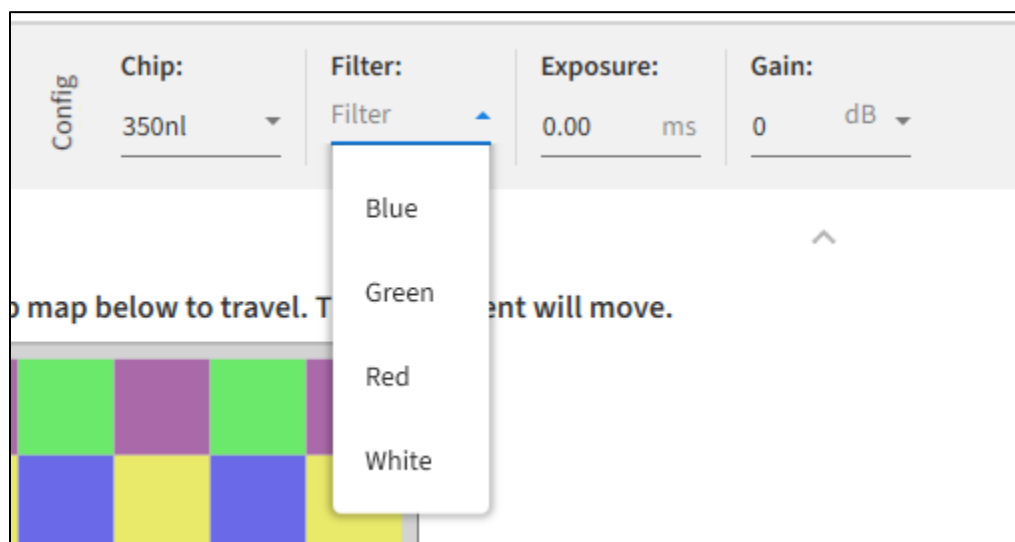 Config
Chip:
350nl
Filter:
Filter
Exposure:
0.00 ms
Gain:
0 dB
Blue
Green
Red
White
map below to travel. will move.